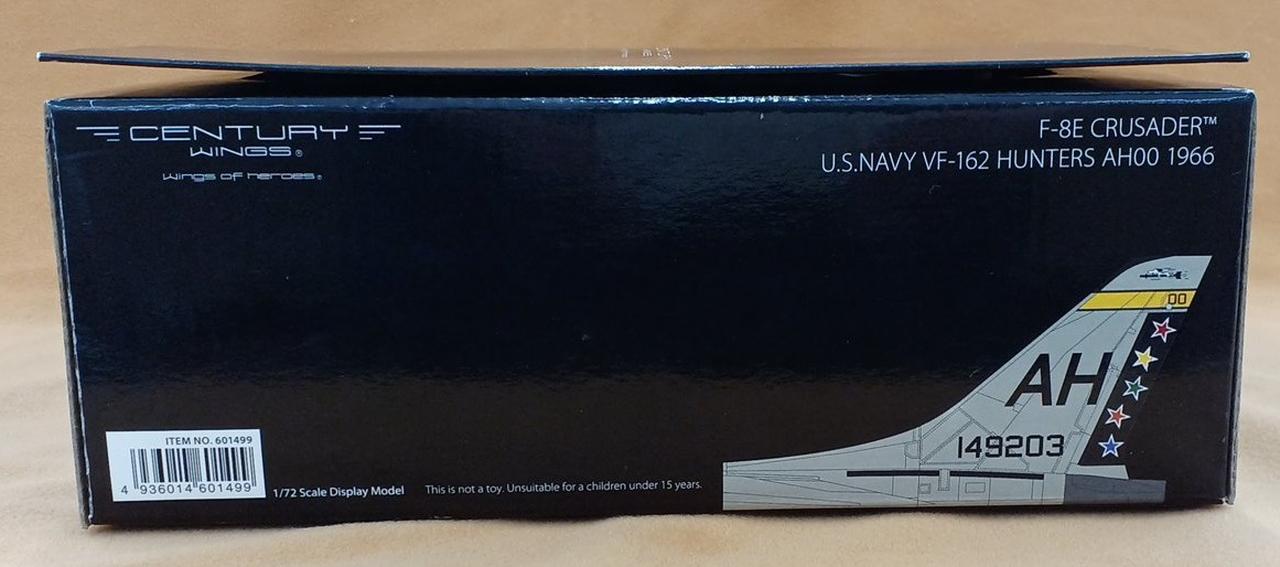 CENTURY
WINGS®
wings of heroes®
F-8E CRUSADER™
U.S.NAVY VF-162 HUNTERS AH00 1966
00
AH
149203
ITEM NO. 601499
4 936014 601499
1/72 Scale Display Model
This is not a toy. Unsuitable for a children under 15 years.